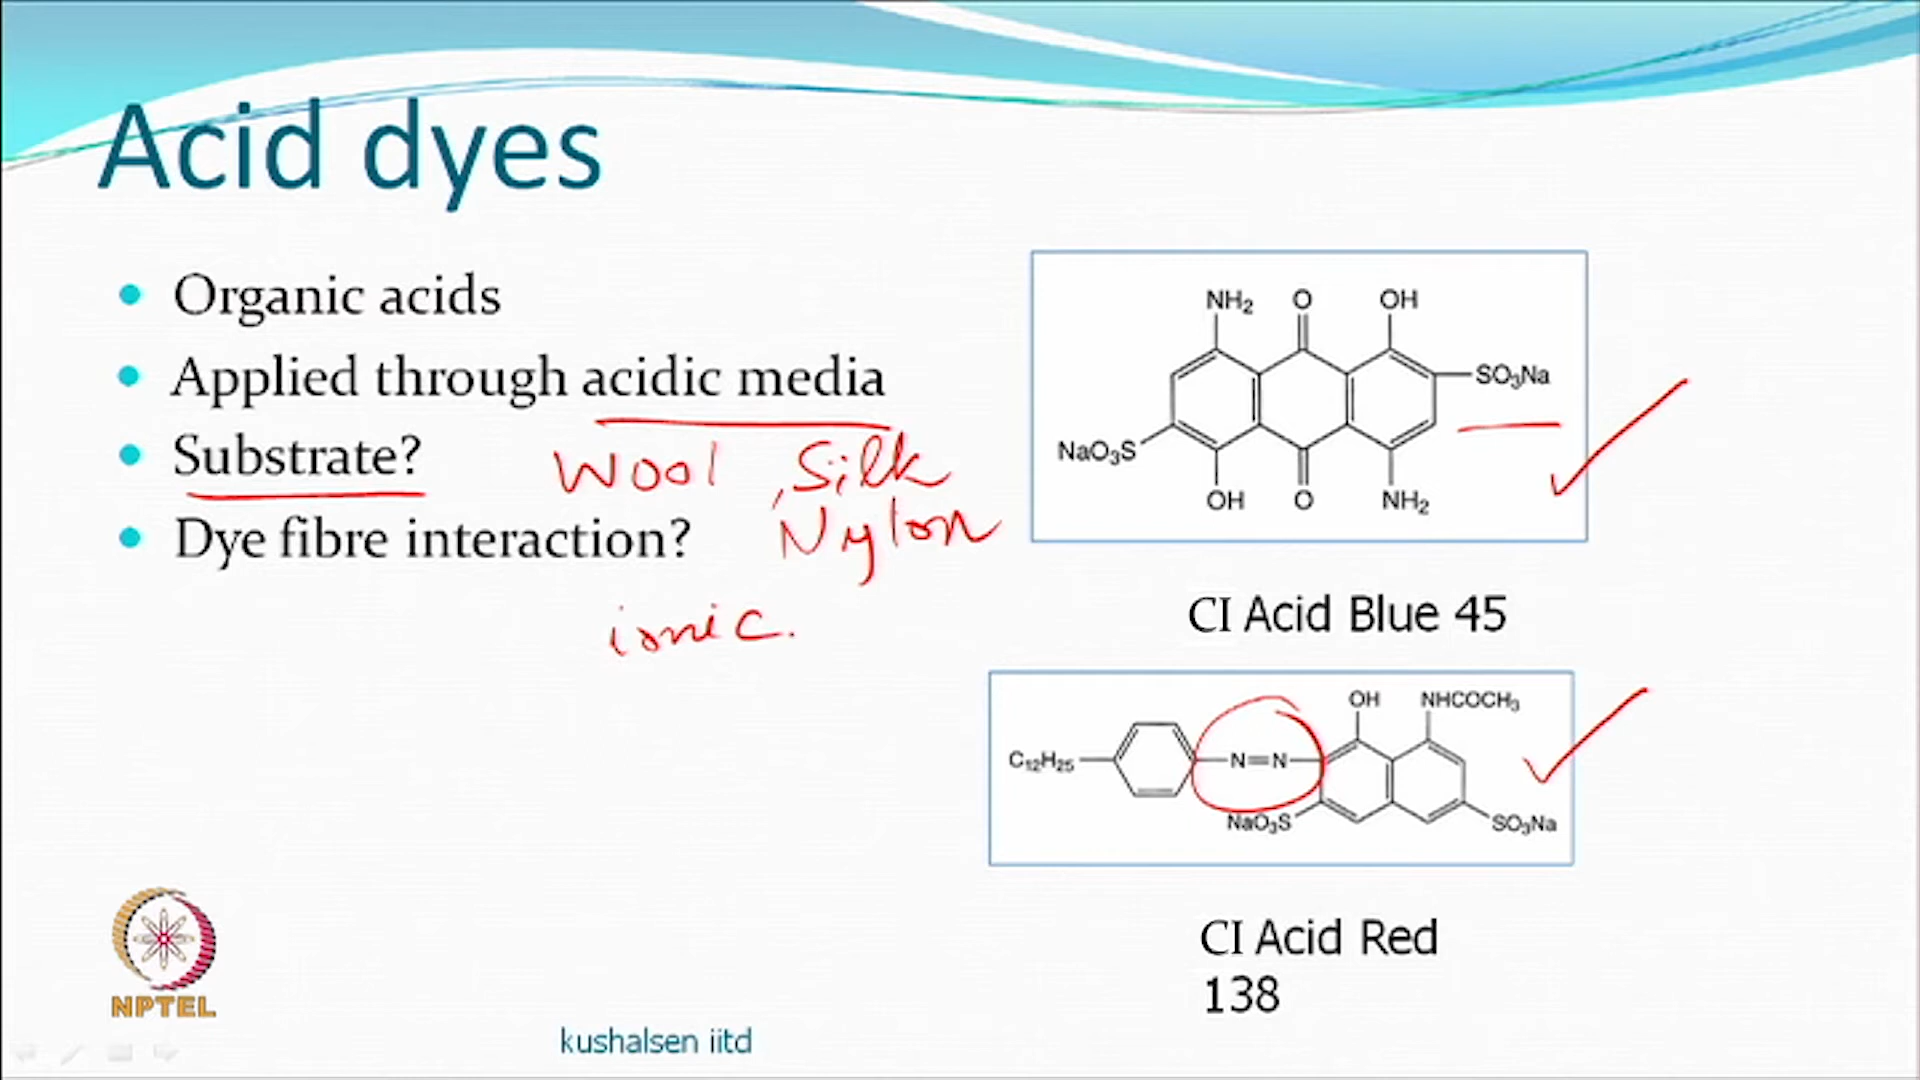 Acid dyes
Organic acids
Applied through acidic media
Substrate? Wool, Silk
Dye fibre interaction? Nylon
ionic.
NH₂ O OH
SO₃Na
NaO₃S
OH O NH₂
CI Acid Blue 45
OH NHCOCH₃
C₁₂H₂₅ N=N
NaO₃S SO₃Na
CI Acid Red
138
NPTEL
kushalsen iitd